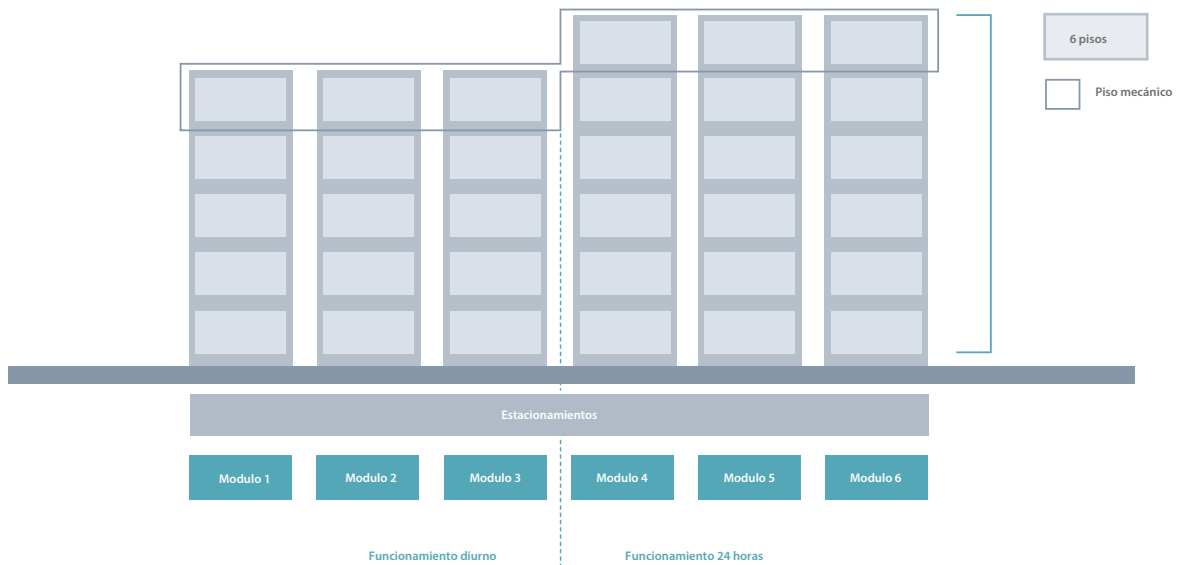 6 pisos
Piso mecánico
Estacionamientos
Modulo 1
Modulo 2
Modulo 3
Modulo 4
Modulo 5
Modulo 6
Funcionamiento diurno
Funcionamiento 24 horas